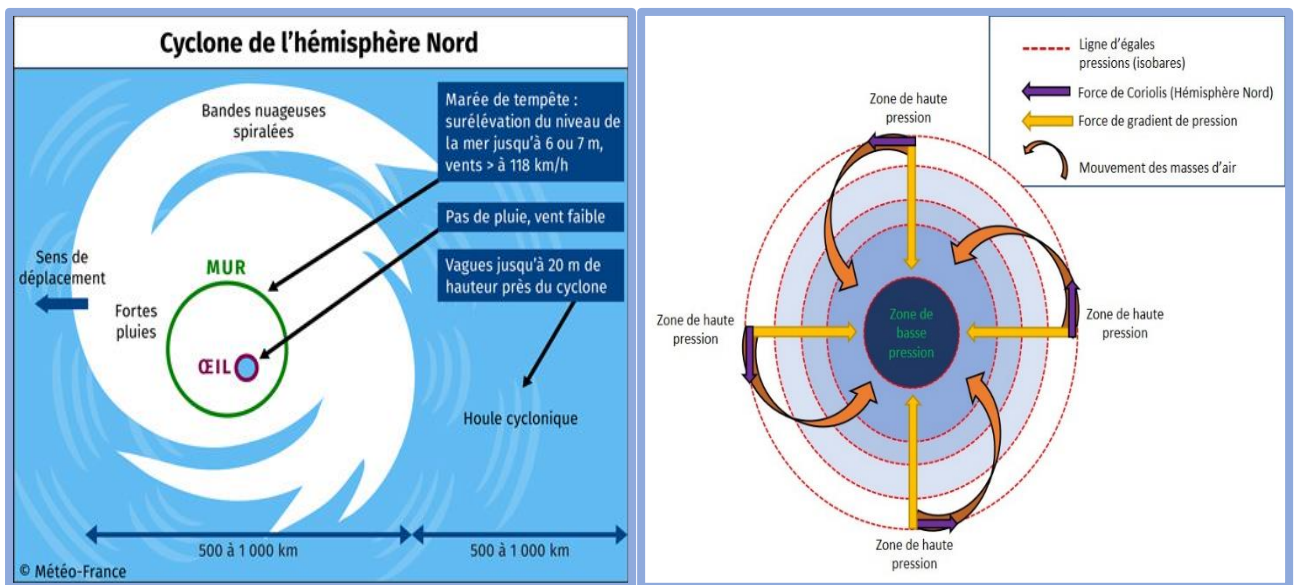 Cyclone de l'hémisphère Nord
Bandes nuageuses
spiralées
Marée de tempête :
surélévation du niveau de
la mer jusqu'à 6 ou 7 m,
vents > à 118 km/h
Pas de pluie, vent faible
Vagues jusqu'à 20 m de
hauteur près du cyclone
Sens de
déplacement
MUR
Fortes
pluies
ŒIL
Houle cyclonique
500 à 1 000 km
500 à 1 000 km
© Météo-France
Ligne d'égales
pressions (isobares)
Force de Coriolis (Hémisphère Nord)
Force de gradient de pression
Mouvement des masses d'air
Zone de haute
pression
Zone de haute
pression
Zone de
basse
pression
Zone de haute
pression
Zone de haute
pression